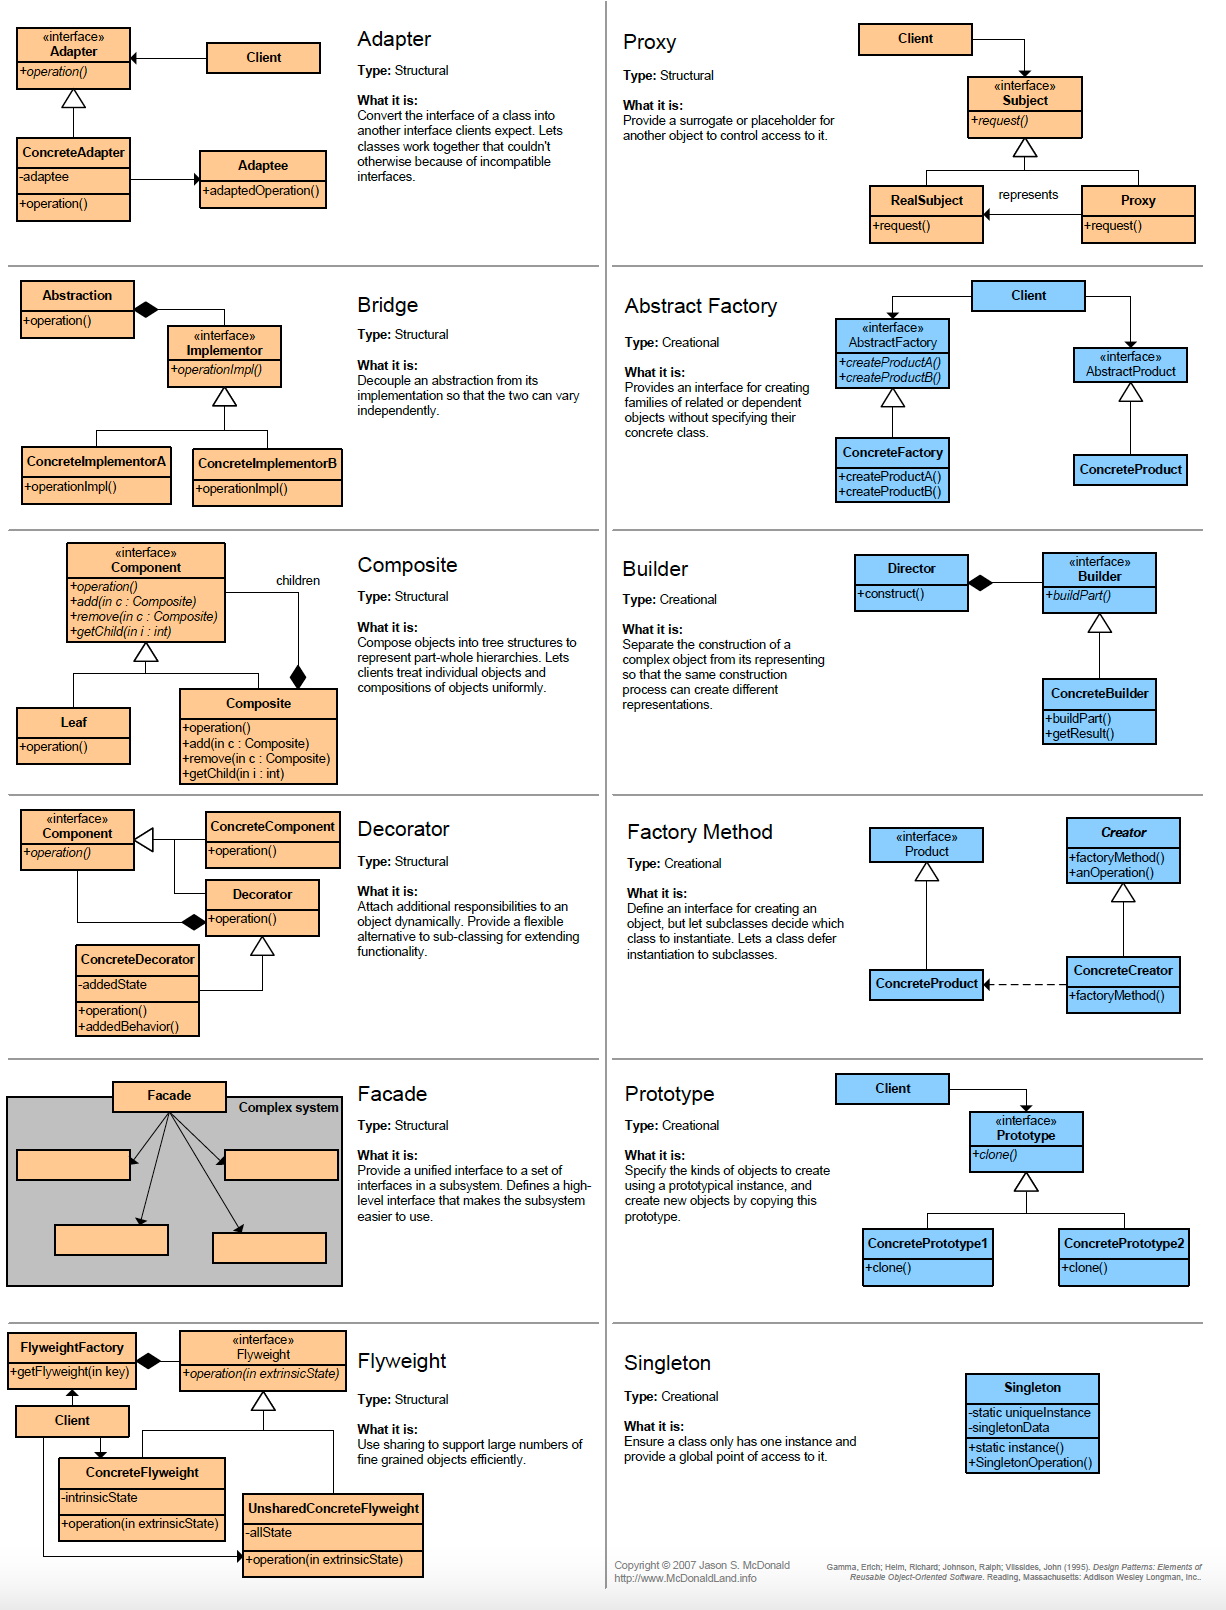 «interface»
Adapter
+operation()
Client
ConcreteAdapter
-adaptee
+operation()
Adaptee
+adaptedOperation()
Adapter
Type: Structural
What it is:
Convert the interface of a class into
another interface clients expect. Lets
classes work together that couldn't
otherwise because of incompatible
interfaces.
Abstraction
+operation()
«interface»
Implementor
+operationImpl()
ConcreteImplementorA
+operationImpl()
ConcreteImplementorB
+operationImpl()
Bridge
Type: Structural
What it is:
Decouple an abstraction from its
implementation so that the two can vary
independently.
«interface»
Component
+operation()
+add(in c : Composite)
+remove(in c : Composite)
+getChild(in i : int)
children
Leaf
+operation()
Composite
+operation()
+add(in c : Composite)
+remove(in c : Composite)
+getChild(in i : int)
Composite
Type: Structural
What it is:
Compose objects into tree structures to
represent part-whole hierarchies. Lets
clients treat individual objects and
compositions of objects uniformly.
«interface»
Component
+operation()
ConcreteComponent
+operation()
Decorator
+operation()
ConcreteDecorator
-addedState
+operation()
+addedBehavior()
Decorator
Type: Structural
What it is:
Attach additional responsibilities to an
object dynamically. Provide a flexible
alternative to sub-classing for extending
functionality.
Facade
Complex system
Facade
Type: Structural
What it is:
Provide a unified interface to a set of
interfaces in a subsystem. Defines a high-
level interface that makes the subsystem
easier to use.
FlyweightFactory
+getFlyweight(in key)
«interface»
Flyweight
+operation(in extrinsicState)
Client
ConcreteFlyweight
-intrinsicState
+operation(in extrinsicState)
UnsharedConcreteFlyweight
-allState
+operation(in extrinsicState)
Flyweight
Type: Structural
What it is:
Use sharing to support large numbers of
fine grained objects efficiently.
Proxy
Type: Structural
What it is:
Provide a surrogate or placeholder for
another object to control access to it.
Client
«interface»
Subject
+request()
RealSubject
+request()
represents
Proxy
+request()
Abstract Factory
Type: Creational
What it is:
Provides an interface for creating
families of related or dependent
objects without specifying their
concrete class.
Client
«interface»
AbstractFactory
+createProductA()
+createProductB()
«interface»
AbstractProduct
ConcreteFactory
+createProductA()
+createProductB()
ConcreteProduct
Builder
Type: Creational
What it is:
Separate the construction of a
complex object from its representing
so that the same construction
process can create different
representations.
Director
+construct()
«interface»
Builder
+buildPart()
ConcreteBuilder
+buildPart()
+getResult()
Factory Method
Type: Creational
What it is:
Define an interface for creating an
object, but let subclasses decide which
class to instantiate. Lets a class defer
instantiation to subclasses.
«interface»
Product
Creator
+factoryMethod()
+anOperation()
ConcreteProduct
ConcreteCreator
+factoryMethod()
Prototype
Type: Creational
What it is:
Specify the kinds of objects to create
using a prototypical instance, and
create new objects by copying this
prototype.
Client
«interface»
Prototype
+clone()
ConcretePrototype1
+clone()
ConcretePrototype2
+clone()
Singleton
Type: Creational
What it is:
Ensure a class only has one instance and
provide a global point of access to it.
Singleton
-static uniqueInstance
-singletonData
+static instance()
+SingletonOperation()
Copyright © 2007 Jason S. McDonald
http://www.McDonaldLand.info
Gamma, Erich; Helm, Richard; Johnson, Ralph; Vlissides, John (1995). Design Patterns: Elements of
Reusable Object-Oriented Software. Reading, Massachusetts: Addison Wesley Longman, Inc..